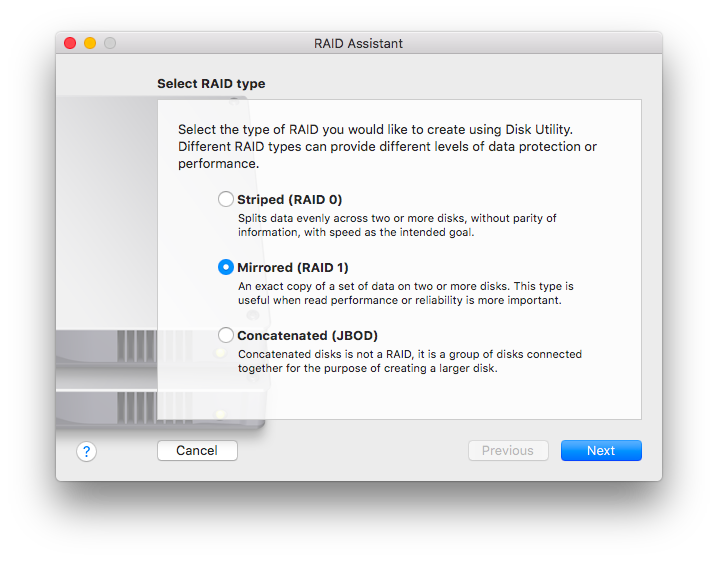 RAID Assistant
Select RAID type
Select the type of RAID you would like to create using Disk Utility.
Different RAID types can provide different levels of data protection or
performance.
Striped (RAID 0)
Splits data evenly across two or more disks, without parity of
information, with speed as the intended goal.
Mirrored (RAID 1)
An exact copy of a set of data on two or more disks. This type is
useful when read performance or reliability is more important.
Concatenated (JBOD)
Concatenated disks is not a RAID, it is a group of disks connected
together for the purpose of creating a larger disk.
?
Cancel
Previous
Next